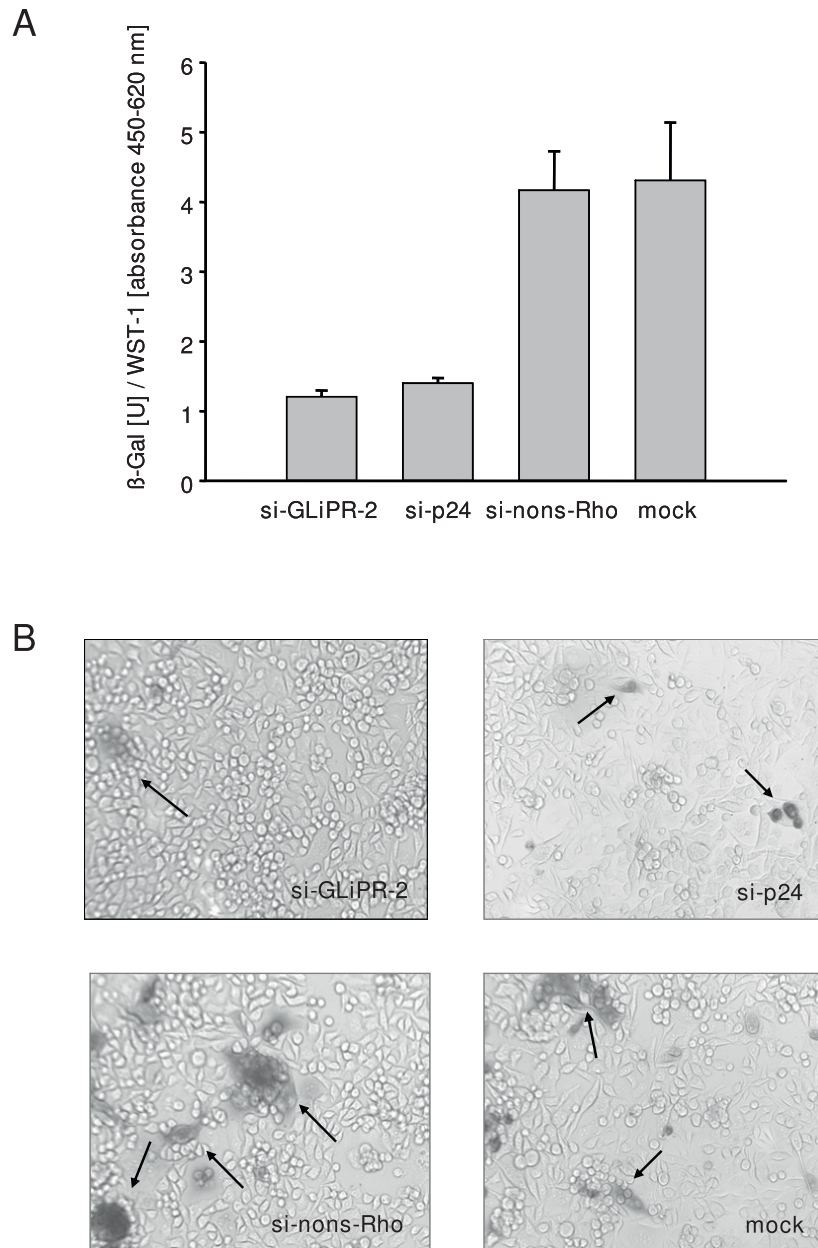 A
ß-Gal [U] / WST-1 [absorbance 450-620 nm]
6
5
4
3
2
1
0
si-GLiPR-2 si-p24 si-nons-Rho mock
B
si-GLiPR-2
si-p24
si-nons-Rho
mock